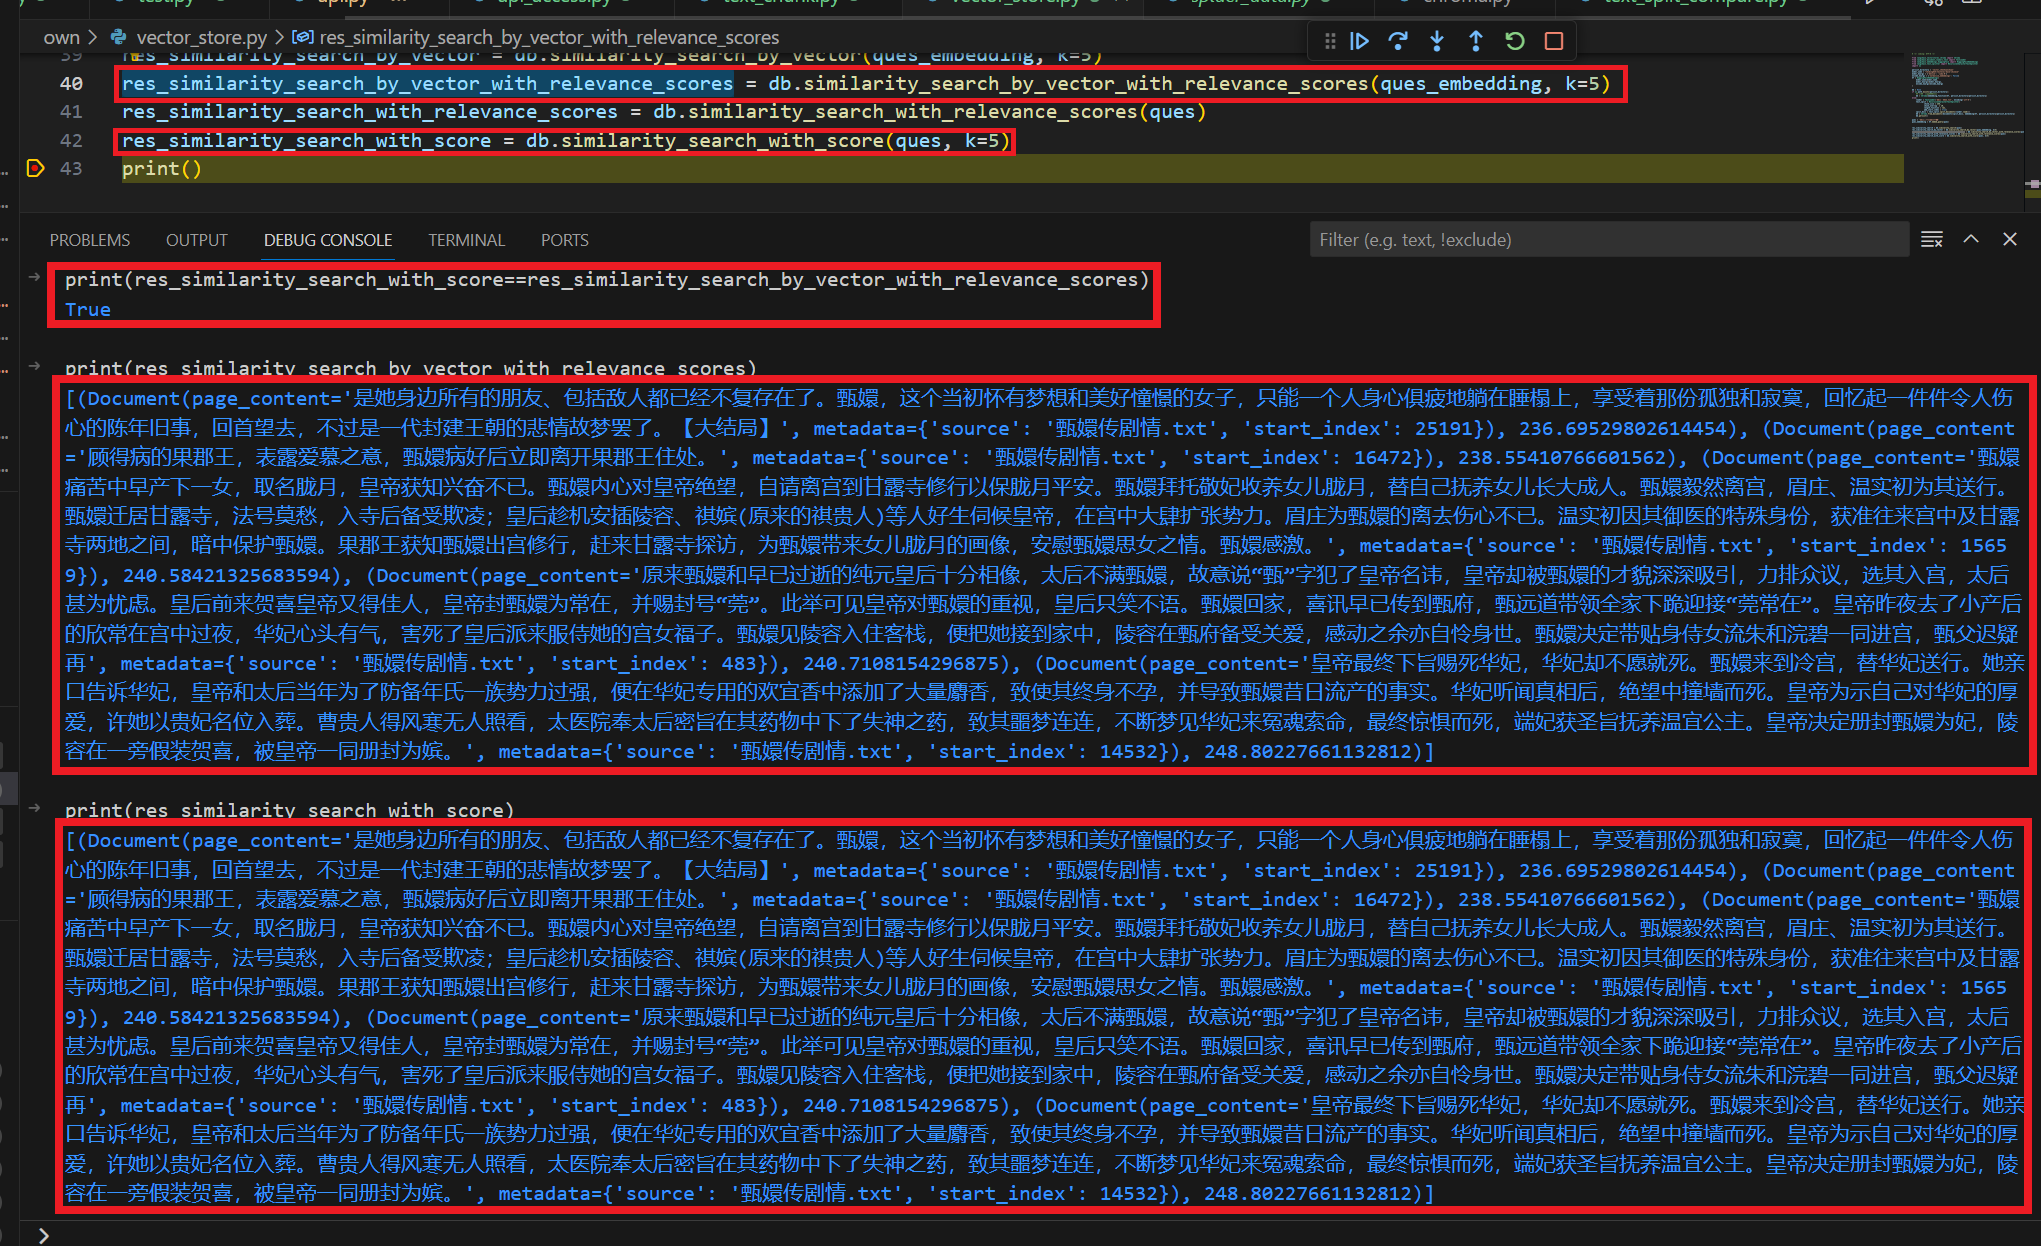 own > vector_store.py > res_similarity_search_by_vector_with_relevance_scores
39 res_similarity_search_by_vector = db.similarity_search_by_vector(ques_embedding, k=5)
40 res_similarity_search_by_vector_with_relevance_scores = db.similarity_search_by_vector_with_relevance_scores(ques_embedding, k=5)
41 res_similarity_search_with_relevance_scores = db.similarity_search_with_relevance_scores(ques)
42 res_similarity_search_with_score = db.similarity_search_with_score(ques, k=5)
43 print()
PROBLEMS OUTPUT DEBUG CONSOLE TERMINAL PORTS Filter (e.g. text, !exclude)
print(res_similarity_search_with_score==res_similarity_search_by_vector_with_relevance_scores)
True
print(res_similarity_search_by_vector_with_relevance_scores)
[(Document(page_content='是她身边所有的朋友、包括敌人都已经不复存在了。甄嬛，这个当初怀有梦想和美好憧憬的女子，只能一个人身心俱疲地躺在睡榻上，享受着那份孤独和寂寞，回忆起一件件令人伤
心的陈年旧事，回首望去，不过是一代封建王朝的悲情故梦罢了。【大结局】', metadata={'source': '甄嬛传剧情.txt', 'start_index': 25191}), 236.69529802614454), (Document(page_content
='顾得病的果郡王，表露爱慕之意，甄嬛病好后立即离开果郡王住处。', metadata={'source': '甄嬛传剧情.txt', 'start_index': 16472}), 238.55410766601562), (Document(page_content='甄嬛
痛苦中早产下一女，取名胧月，皇帝获知兴奋不已。甄嬛内心对皇帝绝望，自请离宫到甘露寺修行以保胧月平安。甄嬛拜托敬妃收养女儿胧月，替自己抚养女儿长大成人。甄嬛毅然离宫，眉庄、温实初为其送行。
甄嬛迁居甘露寺，法号莫愁，入寺后备受欺凌；皇后趁机安插陵容、祺嫔(原来的祺贵人)等人好生伺候皇帝，在宫中大肆扩张势力。眉庄为甄嬛的离去伤心不已。温实初因其御医的特殊身份，获准往来宫中及甘露
寺两地之间，暗中保护甄嬛。果郡王获知甄嬛出宫修行，赶来甘露寺探访，为甄嬛带来女儿胧月的画像，安慰甄嬛思女之情。甄嬛感激。', metadata={'source': '甄嬛传剧情.txt', 'start_index': 1565
9}), 240.58421325683594), (Document(page_content='原来甄嬛和早已过逝的纯元皇后十分相像，太后不满甄嬛，故意说“甄”字犯了皇帝名讳，皇帝却被甄嬛的才貌深深吸引，力排众议，选其入宫，太后
甚为忧虑。皇后前来贺喜皇帝又得佳人，皇帝封甄嬛为常在，并赐封号“莞”。此举可见皇帝对甄嬛的重视，皇后只笑不语。甄嬛回家，喜讯早已传到甄府，甄远道带领全家下跪迎接“莞常在”。皇帝昨夜去了小产后
的欣常在宫中过夜，华妃心头有气，害死了皇后派来服侍她的宫女福子。甄嬛见陵容入住客栈，便把她接到家中，陵容在甄府备受关爱，感动之余亦自怜身世。甄嬛决定带贴身侍女流朱和浣碧一同进宫，甄父迟疑
再', metadata={'source': '甄嬛传剧情.txt', 'start_index': 483}), 240.7108154296875), (Document(page_content='皇帝最终下旨赐死华妃，华妃却不愿就死。甄嬛来到冷宫，替华妃送行。她亲
口告诉华妃，皇帝和太后当年为了防备年氏一族势力过强，便在华妃专用的欢宜香中添加了大量麝香，致使其终身不孕，并导致甄嬛昔日流产的事实。华妃听闻真相后，绝望中撞墙而死。皇帝为示自己对华妃的厚
爱，许她以贵妃名位入葬。曹贵人得风寒无人照看，太医院奉太后密旨在其药物中下了失神之药，致其噩梦连连，不断梦见华妃来冤魂索命，最终惊惧而死，端妃获圣旨抚养温宜公主。皇帝决定册封甄嬛为妃，陵
容在一旁假装贺喜，被皇帝一同册封为嫔。', metadata={'source': '甄嬛传剧情.txt', 'start_index': 14532}), 248.80227661132812)]
print(res_similarity_search_with_score)
[(Document(page_content='是她身边所有的朋友、包括敌人都已经不复存在了。甄嬛，这个当初怀有梦想和美好憧憬的女子，只能一个人身心俱疲地躺在睡榻上，享受着那份孤独和寂寞，回忆起一件件令人伤
心的陈年旧事，回首望去，不过是一代封建王朝的悲情故梦罢了。【大结局】', metadata={'source': '甄嬛传剧情.txt', 'start_index': 25191}), 236.69529802614454), (Document(page_content
='顾得病的果郡王，表露爱慕之意，甄嬛病好后立即离开果郡王住处。', metadata={'source': '甄嬛传剧情.txt', 'start_index': 16472}), 238.55410766601562), (Document(page_content='甄嬛
痛苦中早产下一女，取名胧月，皇帝获知兴奋不已。甄嬛内心对皇帝绝望，自请离宫到甘露寺修行以保胧月平安。甄嬛拜托敬妃收养女儿胧月，替自己抚养女儿长大成人。甄嬛毅然离宫，眉庄、温实初为其送行。
甄嬛迁居甘露寺，法号莫愁，入寺后备受欺凌；皇后趁机安插陵容、祺嫔(原来的祺贵人)等人好生伺候皇帝，在宫中大肆扩张势力。眉庄为甄嬛的离去伤心不已。温实初因其御医的特殊身份，获准往来宫中及甘露
寺两地之间，暗中保护甄嬛。果郡王获知甄嬛出宫修行，赶来甘露寺探访，为甄嬛带来女儿胧月的画像，安慰甄嬛思女之情。甄嬛感激。', metadata={'source': '甄嬛传剧情.txt', 'start_index': 1565
9}), 240.58421325683594), (Document(page_content='原来甄嬛和早已过逝的纯元皇后十分相像，太后不满甄嬛，故意说“甄”字犯了皇帝名讳，皇帝却被甄嬛的才貌深深吸引，力排众议，选其入宫，太后
甚为忧虑。皇后前来贺喜皇帝又得佳人，皇帝封甄嬛为常在，并赐封号“莞”。此举可见皇帝对甄嬛的重视，皇后只笑不语。甄嬛回家，喜讯早已传到甄府，甄远道带领全家下跪迎接“莞常在”。皇帝昨夜去了小产后
的欣常在宫中过夜，华妃心头有气，害死了皇后派来服侍她的宫女福子。甄嬛见陵容入住客栈，便把她接到家中，陵容在甄府备受关爱，感动之余亦自怜身世。甄嬛决定带贴身侍女流朱和浣碧一同进宫，甄父迟疑
再', metadata={'source': '甄嬛传剧情.txt', 'start_index': 483}), 240.7108154296875), (Document(page_content='皇帝最终下旨赐死华妃，华妃却不愿就死。甄嬛来到冷宫，替华妃送行。她亲
口告诉华妃，皇帝和太后当年为了防备年氏一族势力过强，便在华妃专用的欢宜香中添加了大量麝香，致使其终身不孕，并导致甄嬛昔日流产的事实。华妃听闻真相后，绝望中撞墙而死。皇帝为示自己对华妃的厚
爱，许她以贵妃名位入葬。曹贵人得风寒无人照看，太医院奉太后密旨在其药物中下了失神之药，致其噩梦连连，不断梦见华妃来冤魂索命，最终惊惧而死，端妃获圣旨抚养温宜公主。皇帝决定册封甄嬛为妃，陵
容在一旁假装贺喜，被皇帝一同册封为嫔。', metadata={'source': '甄嬛传剧情.txt', 'start_index': 14532}), 248.80227661132812)]